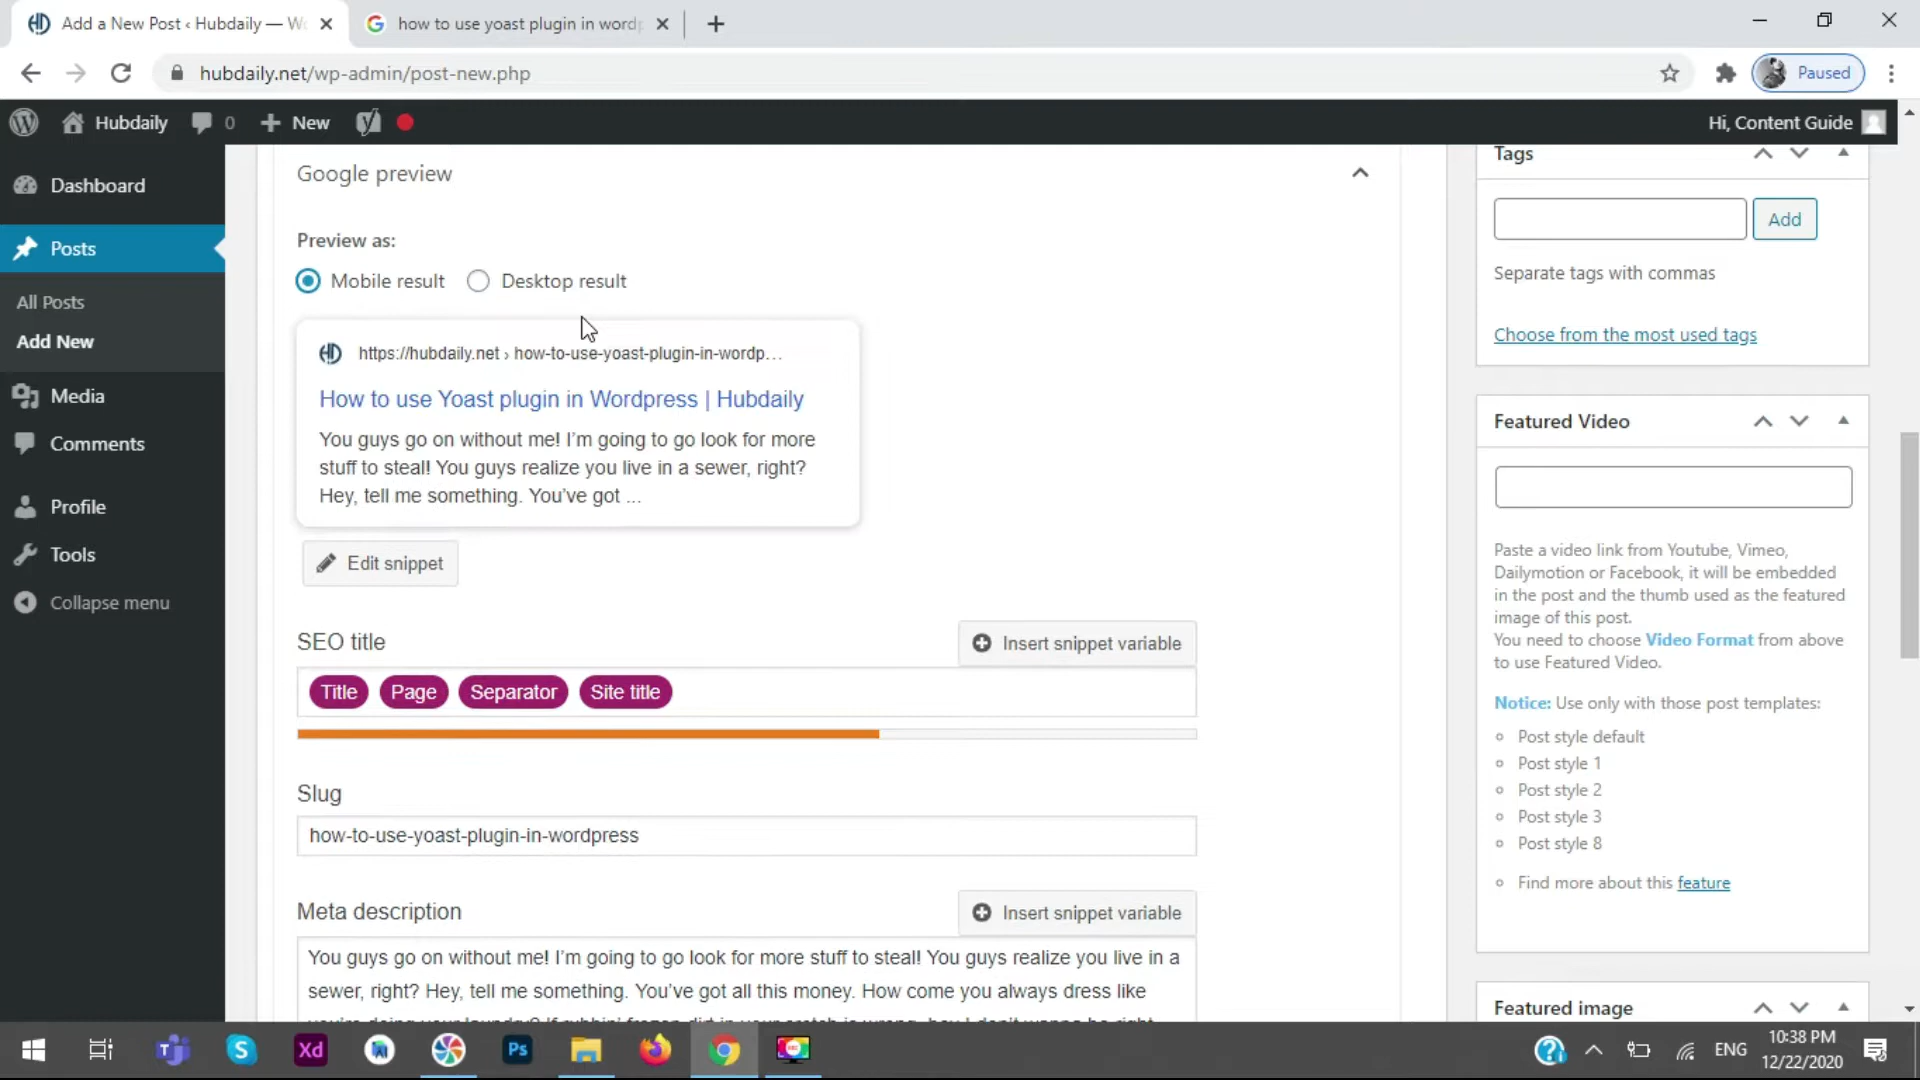 Add a New Post ‹ Hubdaily — W
how to use yoast plugin in word
hubdaily.net/wp-admin/post-new.php
Paused
Hubdaily
0
New
Hi, Content Guide
Dashboard
Posts
All Posts
Add New
Media
Comments
Profile
Tools
Collapse menu
Google preview
Preview as:
Mobile result
Desktop result
https://hubdaily.net › how-to-use-yoast-plugin-in-wordp…
How to use Yoast plugin in Wordpress | Hubdaily
You guys go on without me! I’m going to go look for more
stuff to steal! You guys realize you live in a sewer, right?
Hey, tell me something. You’ve got ...
Edit snippet
SEO title
Insert snippet variable
Title
Page
Separator
Site title
Slug
how-to-use-yoast-plugin-in-wordpress
Meta description
Insert snippet variable
You guys go on without me! I’m going to go look for more stuff to steal! You guys realize you live in a
sewer, right? Hey, tell me something. You’ve got all this money. How come you always dress like
Tags
Add
Separate tags with commas
Choose from the most used tags
Featured Video
Paste a video link from Youtube, Vimeo,
Dailymotion or Facebook, it will be embedded
in the post and the thumb used as the featured
image of this post.
You need to choose Video Format from above
to use Featured Video.
Notice: Use only with those post templates:
Post style default
Post style 1
Post style 2
Post style 3
Post style 8
Find more about this feature
Featured image
Xd
Ps
ENG
10:38 PM
12/22/2020